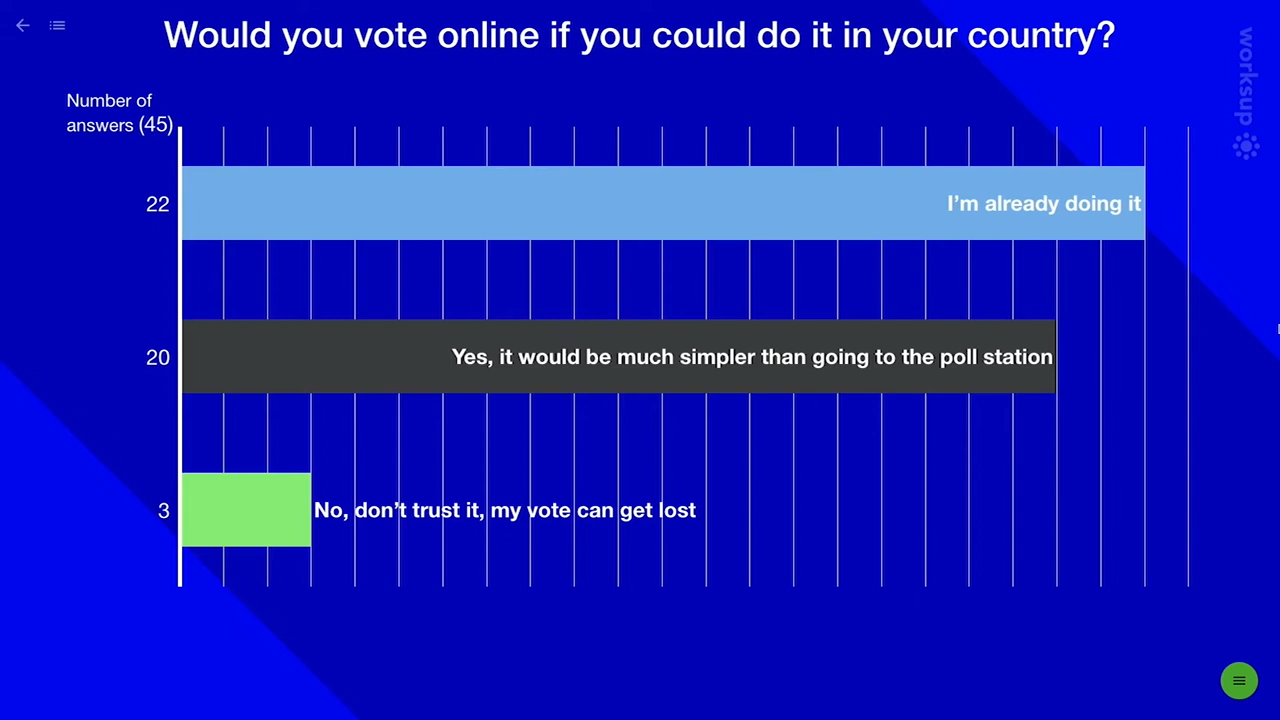 Would you vote online if you could do it in your country?
worksup
Number of
answers (45)
22
I'm already doing it
20
Yes, it would be much simpler than going to the poll station
3
No, don't trust it, my vote can get lost